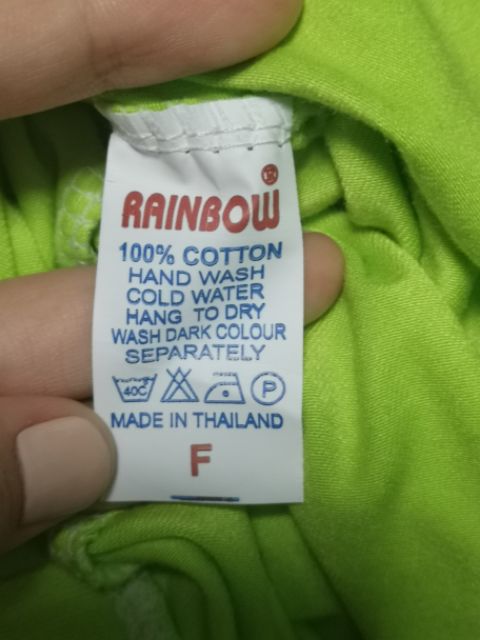 RAINBOW
100% COTTON
HAND WASH
COLD WATER
HANG TO DRY
WASH DARK COLOUR
SEPARATELY
40C P
MADE IN THAILAND
F